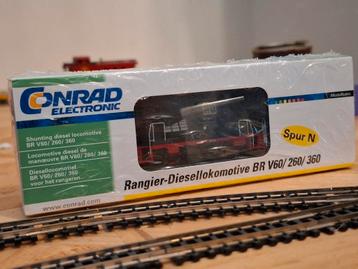 CONRAD
ELECTRONIC
Shunting diesel locomotive
BR V60/ 260/ 360
Locomotive diesel de
manœuvre BR V60/ 260/ 360
Diesellocomotief
BR V60/ 260/ 360
voor het rangeren.
www.conrad.com
Spur N
Rangier-Diesellokomotive BR V60/ 260/ 360